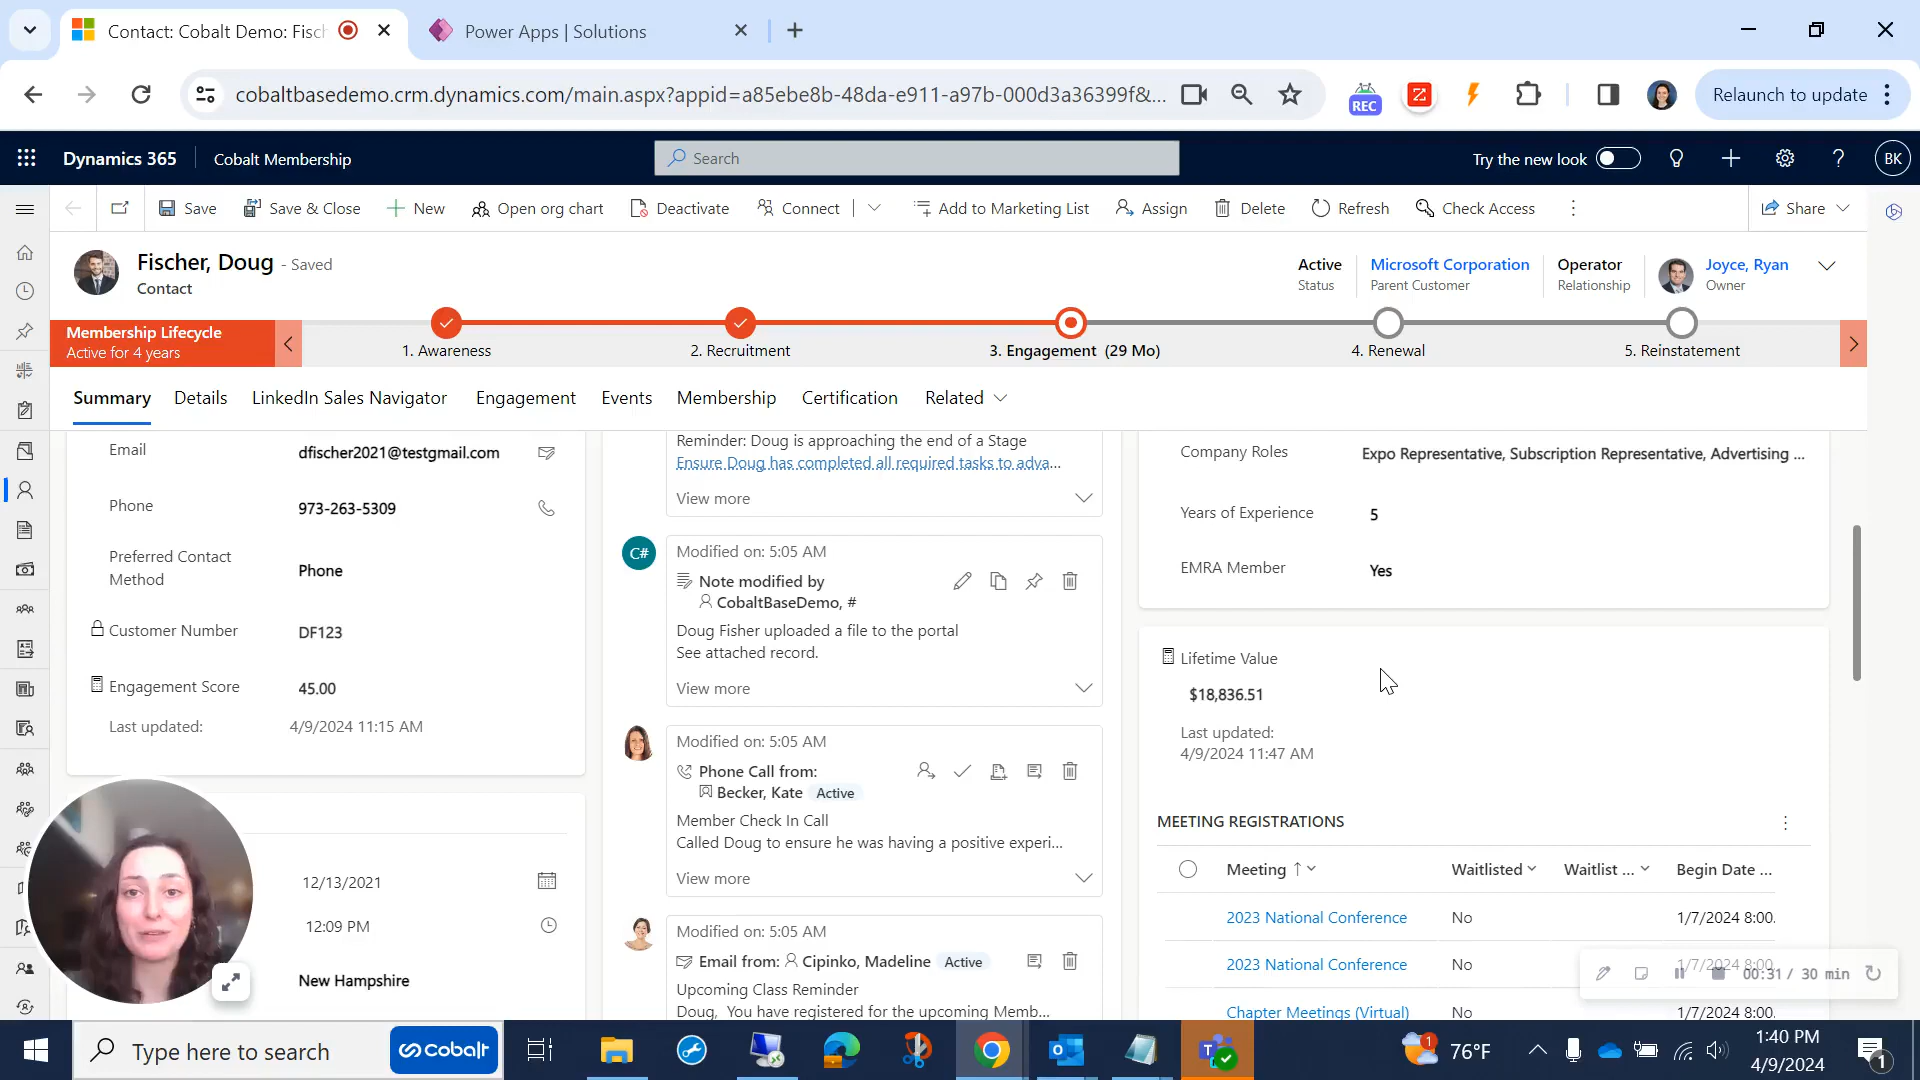 Contact: Cobalt Demo: Fisch
Power Apps | Solutions
cobaltbasedemo.crm.dynamics.com/main.aspx?appid=a85ebe8b-48da-e911-a97b-000d3a36399f&...
REC
Relaunch to update
Dynamics 365
Cobalt Membership
Search
Try the new look
BK
Save
Save & Close
New
Open org chart
Deactivate
Connect
Add to Marketing List
Assign
Delete
Refresh
Check Access
Share
Fischer, Doug - Saved
Contact
Active
Status
Microsoft Corporation
Parent Customer
Operator
Relationship
Joyce, Ryan
Owner
Membership Lifecycle
Active for 4 years
1. Awareness
2. Recruitment
3. Engagement (29 Mo)
4. Renewal
5. Reinstatement
Summary
Details
LinkedIn Sales Navigator
Engagement
Events
Membership
Certification
Related
Email
dfischer2021@testgmail.com
Phone
973-263-5309
Preferred Contact
Method
Phone
Customer Number
DF123
Engagement Score
45.00
Last updated:
4/9/2024 11:15 AM
12/13/2021
12:09 PM
New Hampshire
Reminder: Doug is approaching the end of a Stage
Ensure Doug has completed all required tasks to adva...
View more
C#
Modified on: 5:05 AM
Note modified by
CobaltBaseDemo, #
Doug Fisher uploaded a file to the portal
See attached record.
View more
Modified on: 5:05 AM
Phone Call from:
Becker, Kate Active
Member Check In Call
Called Doug to ensure he was having a positive experi...
View more
Modified on: 5:05 AM
Email from: Cipinko, Madeline Active
Upcoming Class Reminder
Doug, You have registered for the upcoming Memb...
Company Roles
Expo Representative, Subscription Representative, Advertising ...
Years of Experience
5
EMRA Member
Yes
Lifetime Value
$18,836.51
Last updated:
4/9/2024 11:47 AM
MEETING REGISTRATIONS
Meeting
Waitlisted
Waitlist ...
Begin Date ...
2023 National Conference
No
1/7/2024 8:00.
2023 National Conference
No
1/7/2024 8:00
Chapter Meetings (Virtual)
No
1/7/2024 8:00.
00:31 / 30 min
Type here to search
Cobalt
1
76°F
1:40 PM
4/9/2024
1